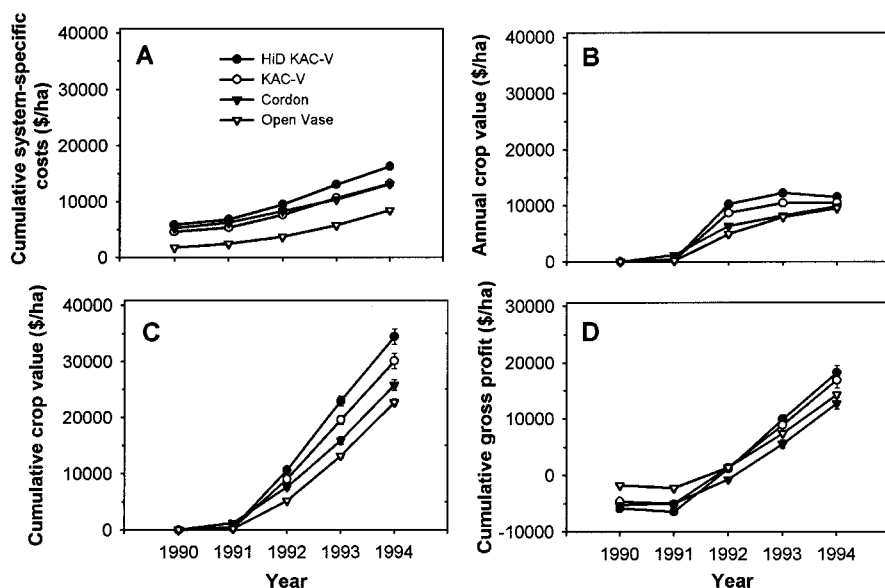 Cumulative system-specific
costs ($/ha)
40000
30000
20000
10000
0
A
HiD KAC-V
KAC-V
Cordon
Open Vase
Annual crop value ($/ha)
40000
30000
20000
10000
0
B
Cumulative crop value ($/ha)
40000
30000
20000
10000
0
C
1990 1991 1992 1993 1994
Year
Cumulative gross profit ($/ha)
30000
20000
10000
0
-10000
D
1990 1991 1992 1993 1994
Year